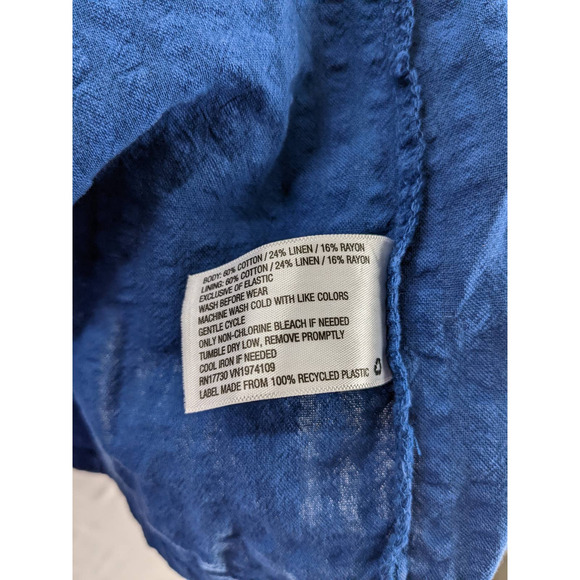 BODY: 60% COTTON / 24% LINEN / 16% RAYON
LINING: 60% COTTON / 24% LINEN / 16% RAYON
EXCLUSIVE OF ELASTIC
WASH BEFORE WEAR
MACHINE WASH COLD WITH LIKE COLORS
GENTLE CYCLE
ONLY NON-CHLORINE BLEACH IF NEEDED
TUMBLE DRY LOW, REMOVE PROMPTLY
COOL IRON IF NEEDED
RN17730 VN1974109
LABEL MADE FROM 100% RECYCLED PLASTIC